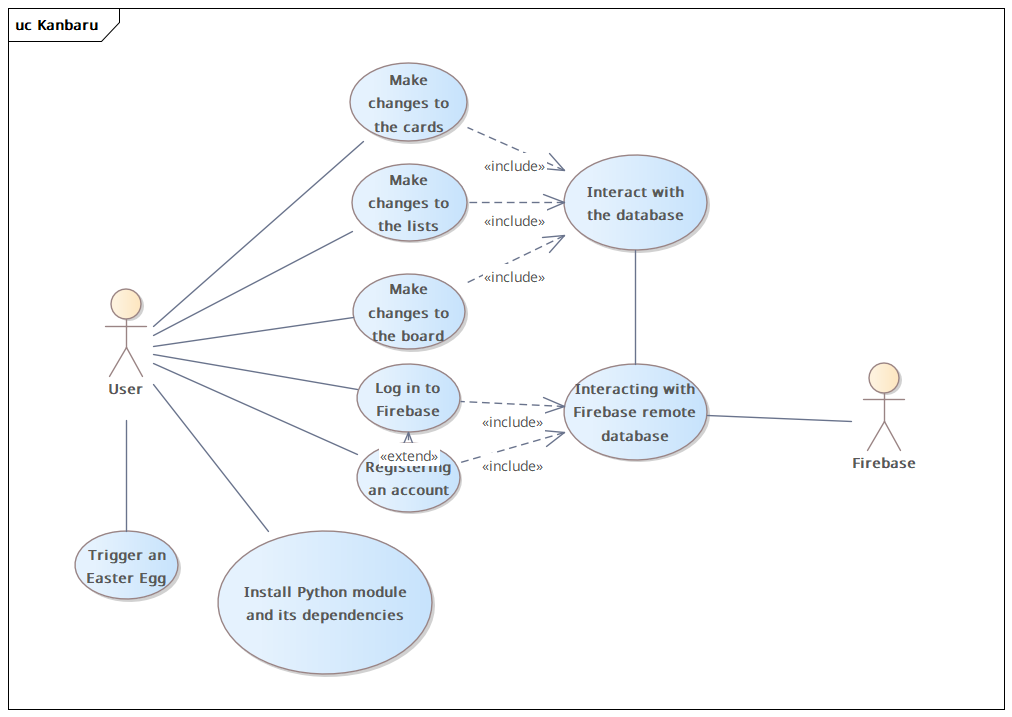 uc Kanbaru
Make
changes to
the cards
«include»
Make
changes to
the lists
«include»
Interact with
the database
Make
changes to
the board
«include»
User
Log in to
Firebase
«include»
Interacting with
Firebase remote
database
Firebase
«extend»
Registering
an account
«include»
Trigger an
Easter Egg
Install Python module
and its dependencies